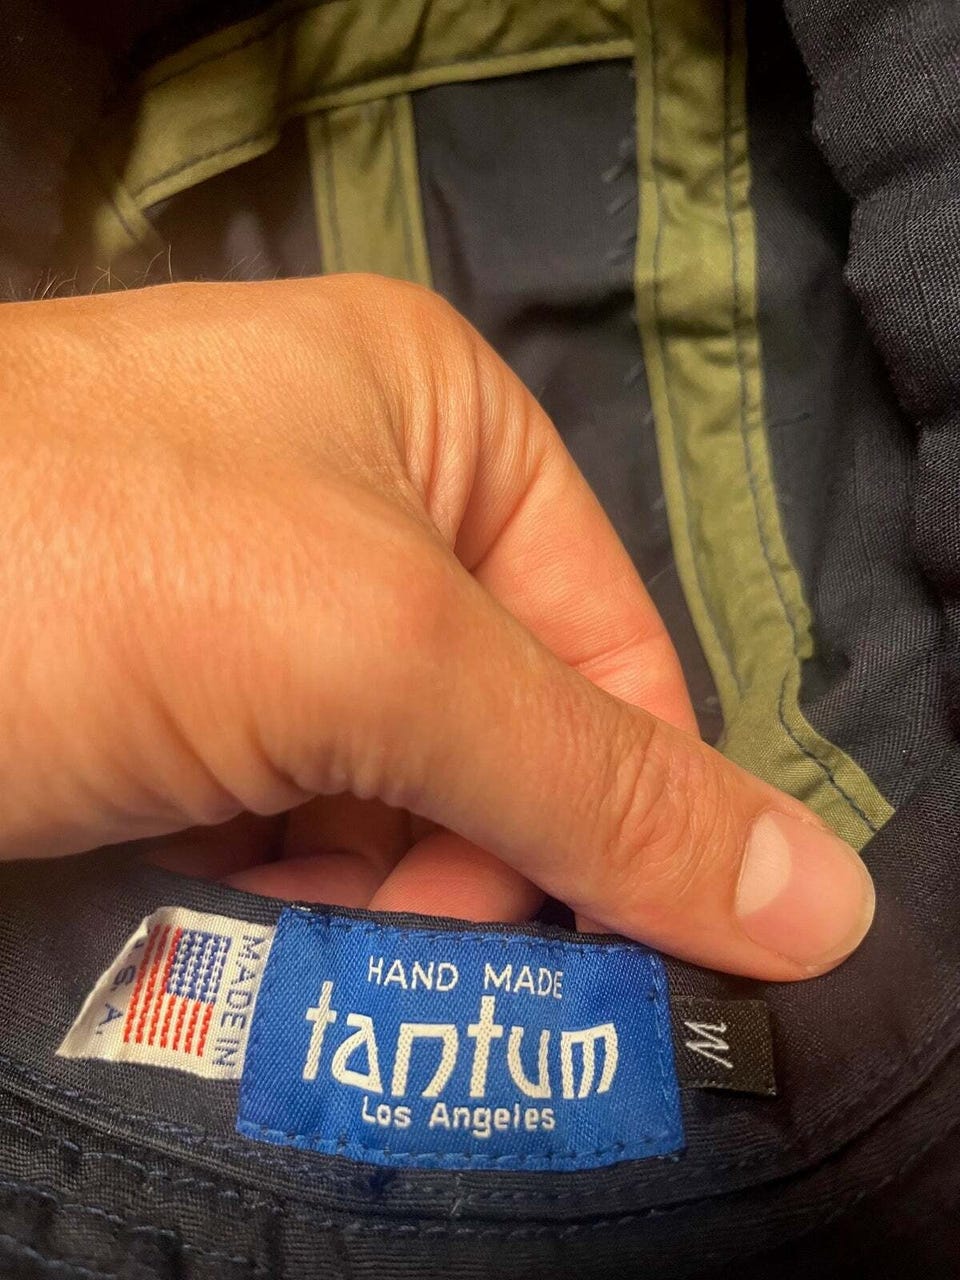 HAND MADE
tantum
Los Angeles
MADE IN
U.S.A.
M